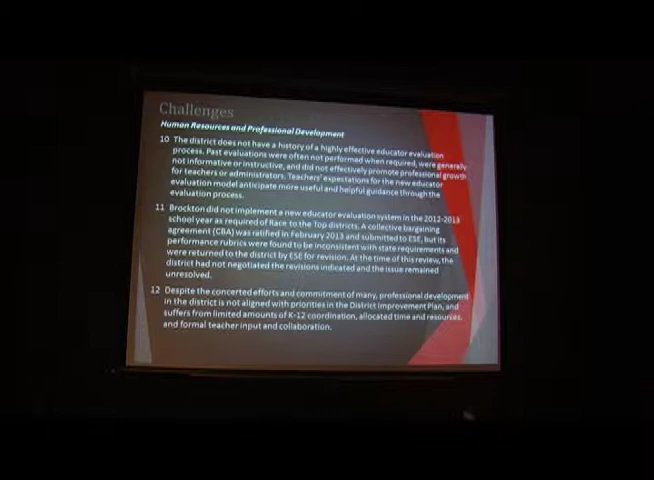 Challenges
Human Resources and Professional Development
10 The district does not have a history of a highly effective educator evaluation
process. Past evaluations were often not performed when required, were generally
not informative or instructive, and did not effectively promote professional growth
for teachers or administrators. Teachers' expectations for the new educator
evaluation model anticipate more useful and helpful guidance through the
evaluation process.
11 Brockton did not implement a new educator evaluation system in the 2012-2013
school year as required of Race to the Top districts. A collective bargaining
agreement (CBA) was ratified in February 2013 and submitted to ESE, but its
performance rubrics were found to be inconsistent with state requirements and
were returned to the district by ESE for revision. At the time of this review, the
district had not negotiated the revisions indicated and the issue remained
unresolved.
12 Despite the concerted efforts and commitment of many, professional development
in the district is not aligned with priorities in the District Improvement Plan, and
suffers from limited amounts of K-12 coordination, allocated time and resources,
and formal teacher input and collaboration.